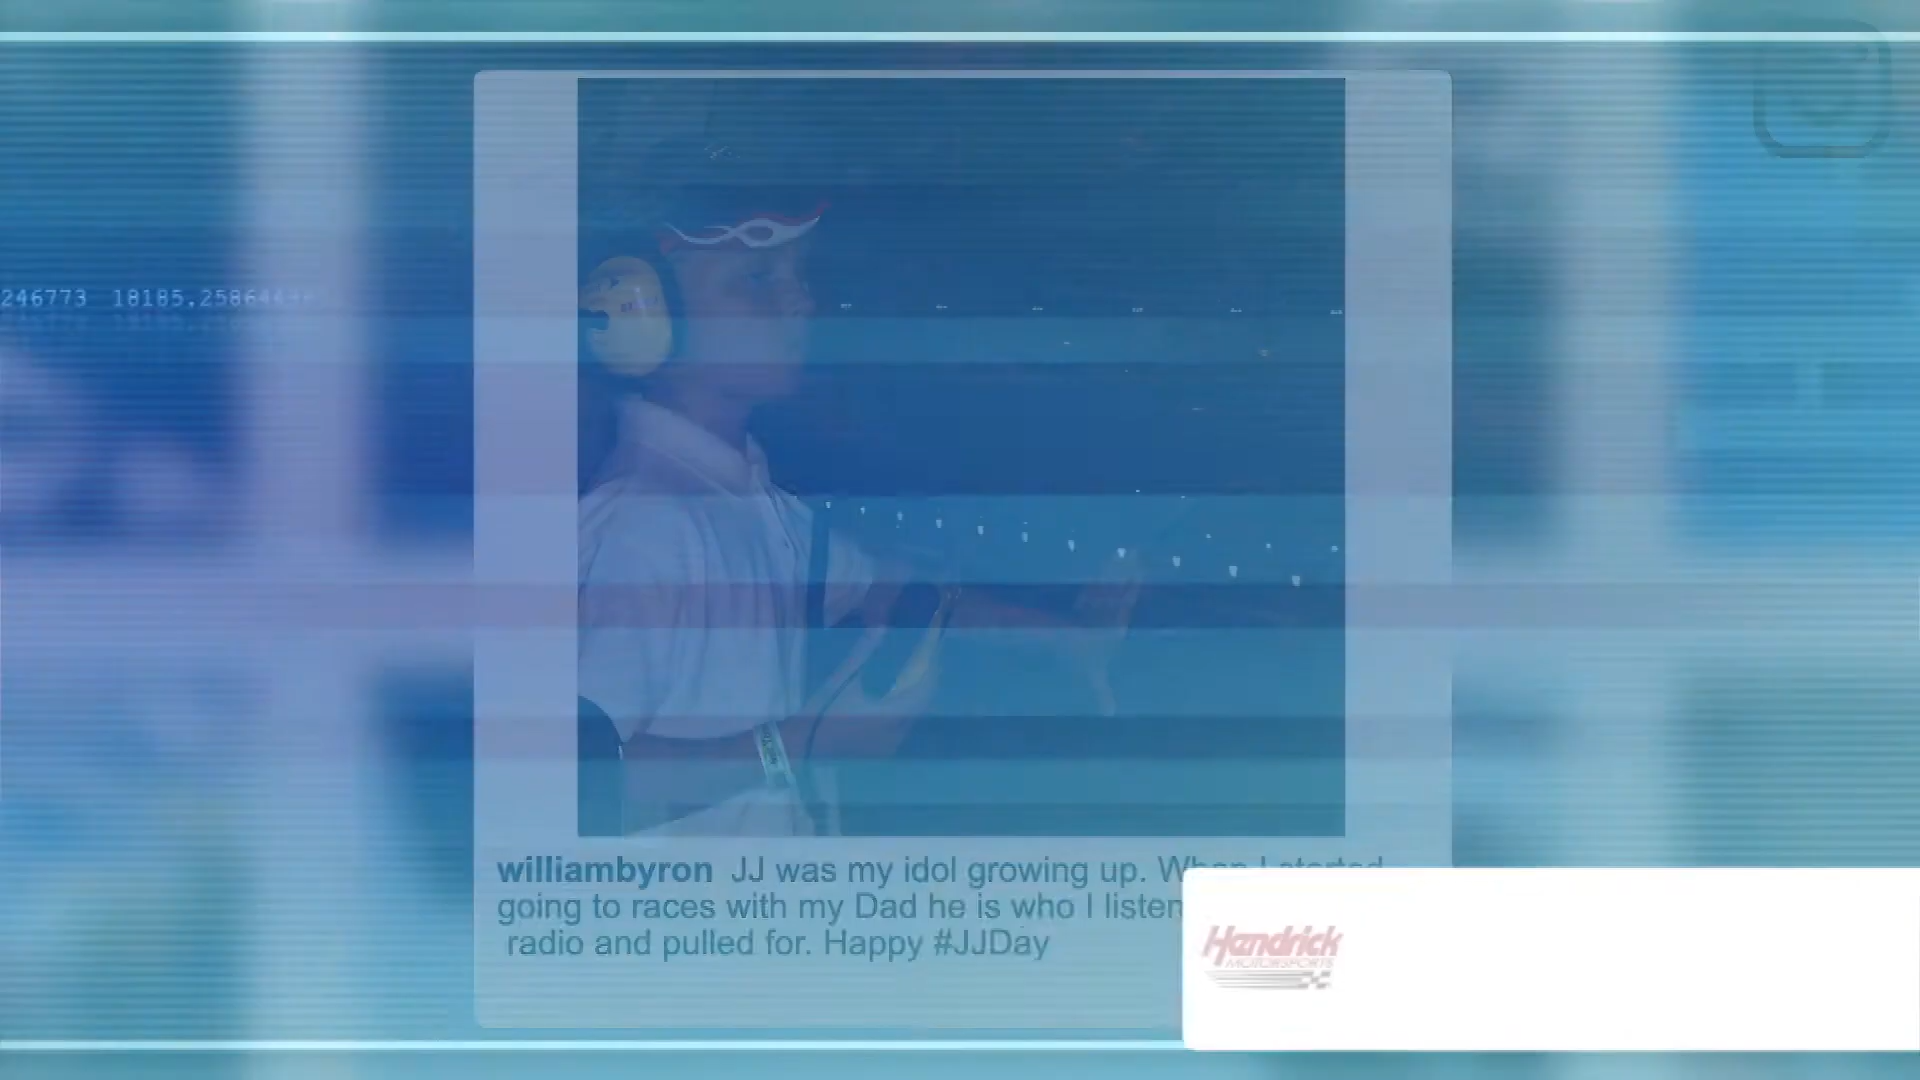 246773 18185.258644
williambyron JJ was my idol growing up. When I started
going to races with my Dad he is who I listen
radio and pulled for. Happy #JJDay
Hendrick
MOTORSPORTS